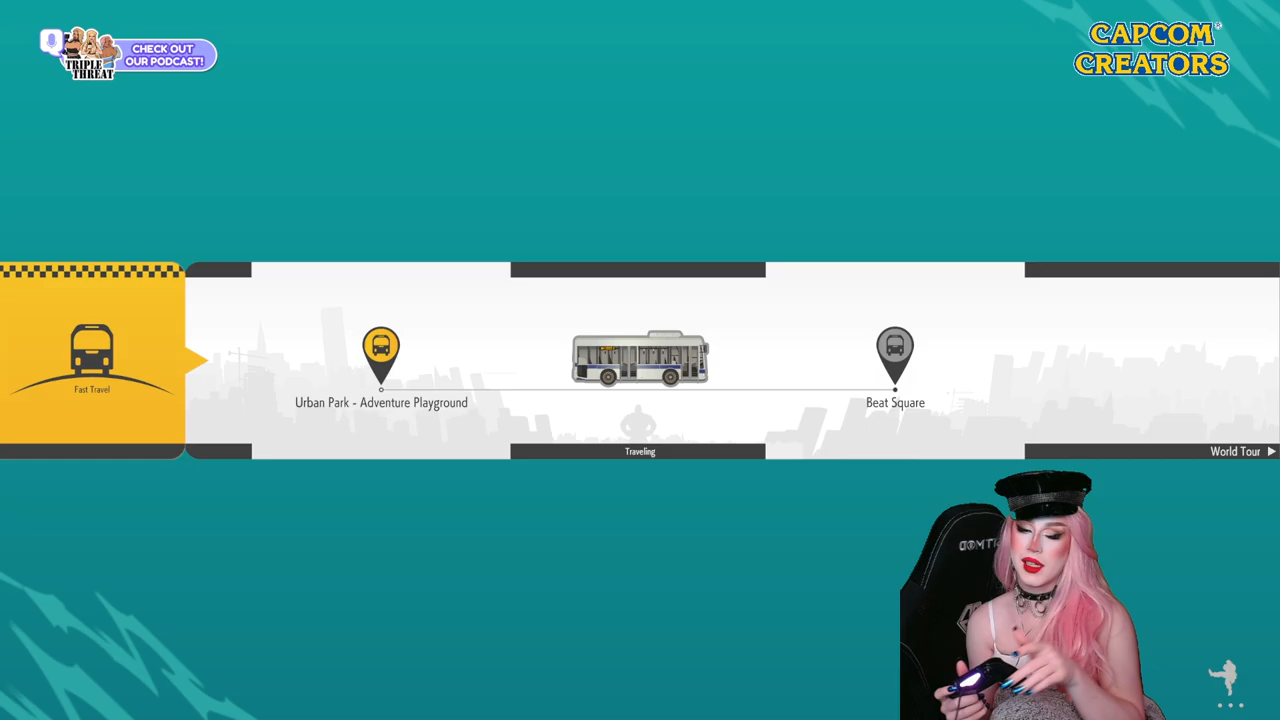 CHECK OUT
OUR PODCAST!
TRIPLE
THREAT
CAPCOM®
CREATORS
Fast Travel
Urban Park - Adventure Playground
Beat Square
Traveling
World Tour